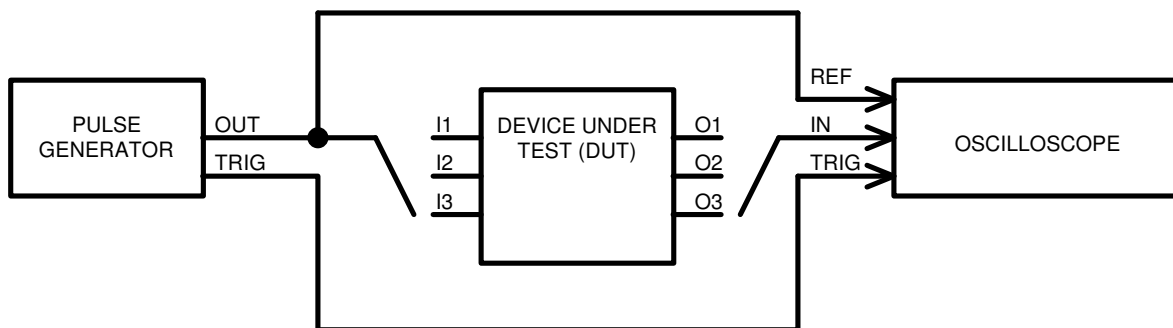 REF
PULSE
GENERATOR
OUT
TRIG
I1
I2
I3
DEVICE UNDER
TEST (DUT)
O1
O2
O3
IN
TRIG
OSCILLOSCOPE